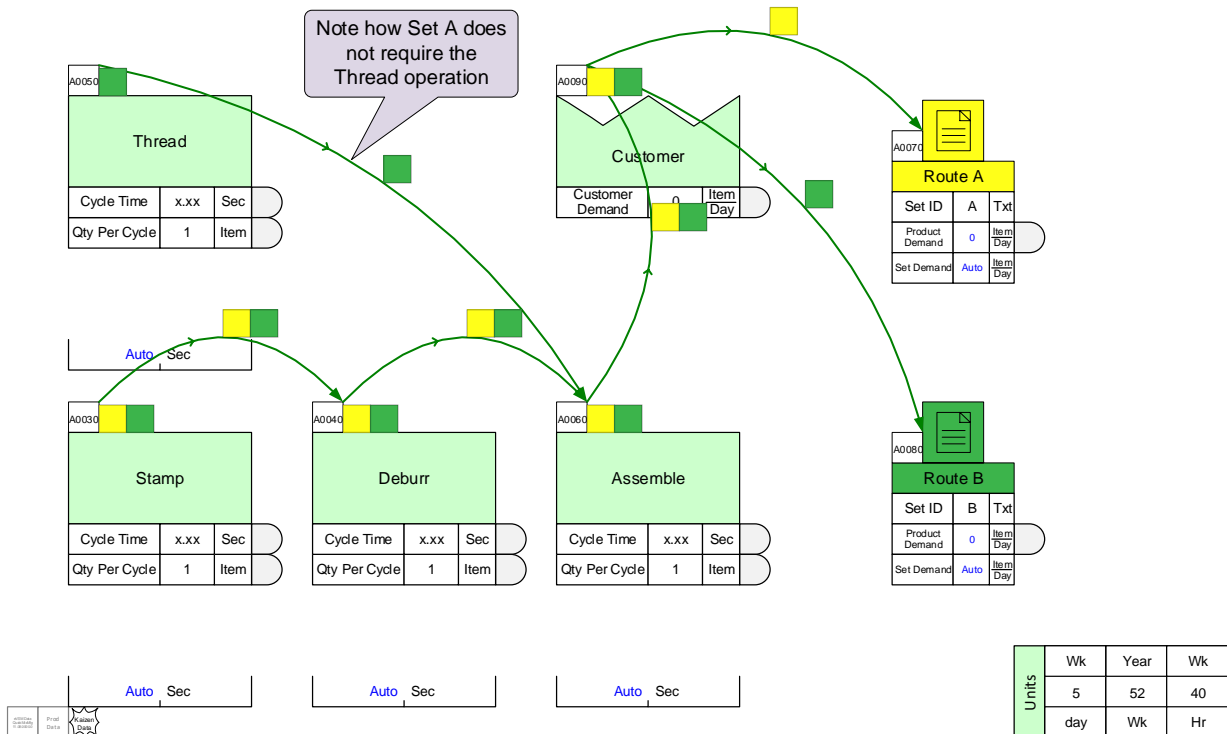 Note how Set A does
not require the
Thread operation
A0050
Thread
Cycle Time x.xx Sec
Qty Per Cycle 1 Item
Auto Sec
A0090
Customer
Customer Demand 0 Item Day
A0070
Route A
Set ID A Txt
Product Demand 0 Item Day
Set Demand Auto Item Day
A0030
Stamp
Cycle Time x.xx Sec
Qty Per Cycle 1 Item
Auto Sec
A0040
Deburr
Cycle Time x.xx Sec
Qty Per Cycle 1 Item
Auto Sec
A0060
Assemble
Cycle Time x.xx Sec
Qty Per Cycle 1 Item
Auto Sec
A0080
Route B
Set ID B Txt
Product Demand 0 Item Day
Set Demand Auto Item Day
Prod
Data
Kaizen
Data
Units
Wk Year Wk
5 52 40
day Wk Hr